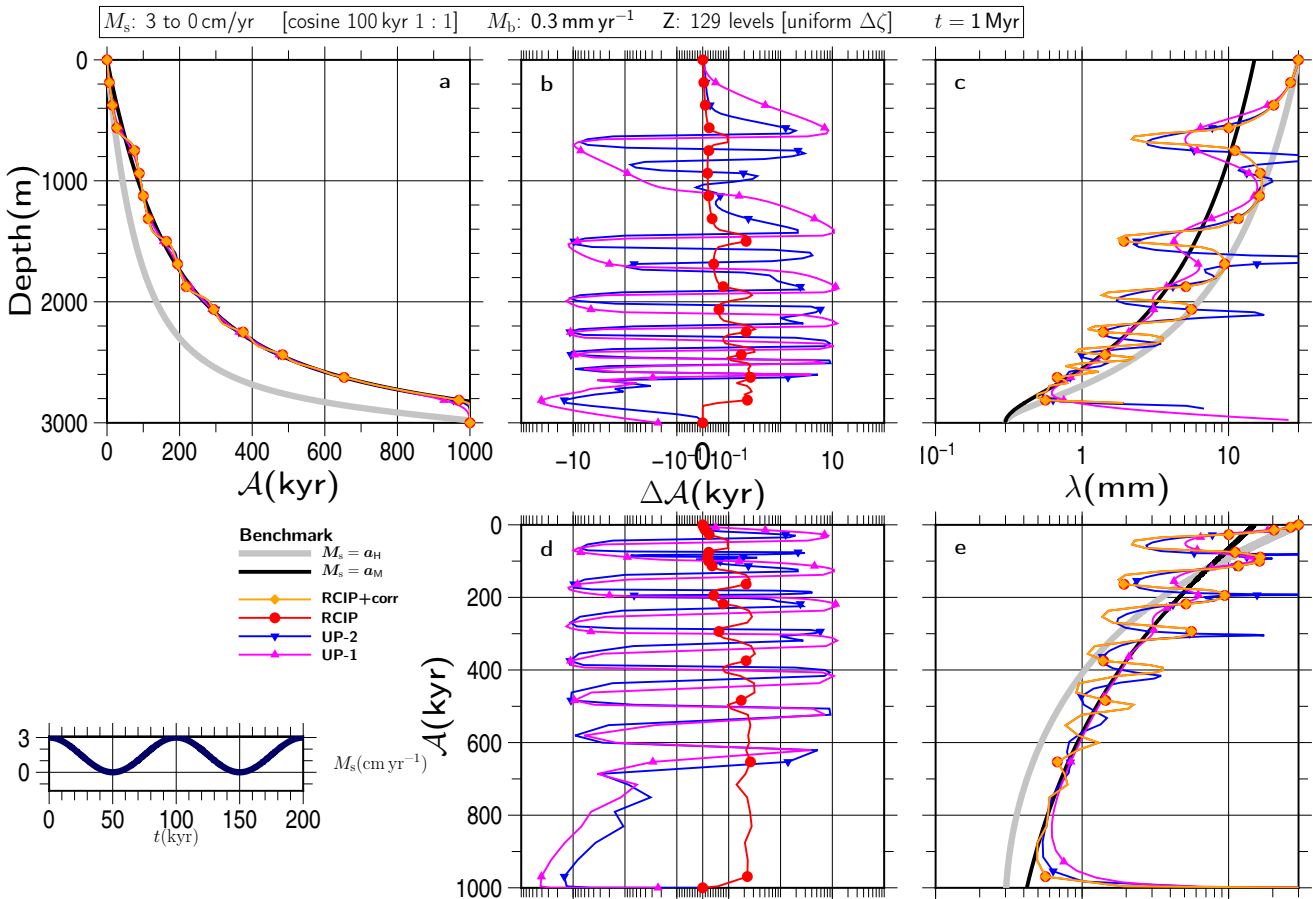 Mₛ: 3 to 0 cm/yr [cosine 100 kyr 1 : 1] M_b: 0.3 mm yr⁻¹ Z: 129 levels [uniform Δζ] t = 1 Myr
a
b
c
0
1000
2000
3000
Depth(m)
0 200 400 600 800 1000
𝒜(kyr)
−10 −10⁻¹ 0 10⁻¹ 10
Δ𝒜(kyr)
10⁻¹ 1 10
λ(mm)
Benchmark
Mₛ = a_H
Mₛ = a_M
RCIP+corr
RCIP
UP-2
UP-1
d
e
0
200
400
600
800
1000
𝒜(kyr)
3
0
Mₛ(cm yr⁻¹)
0 50 100 150 200
t(kyr)